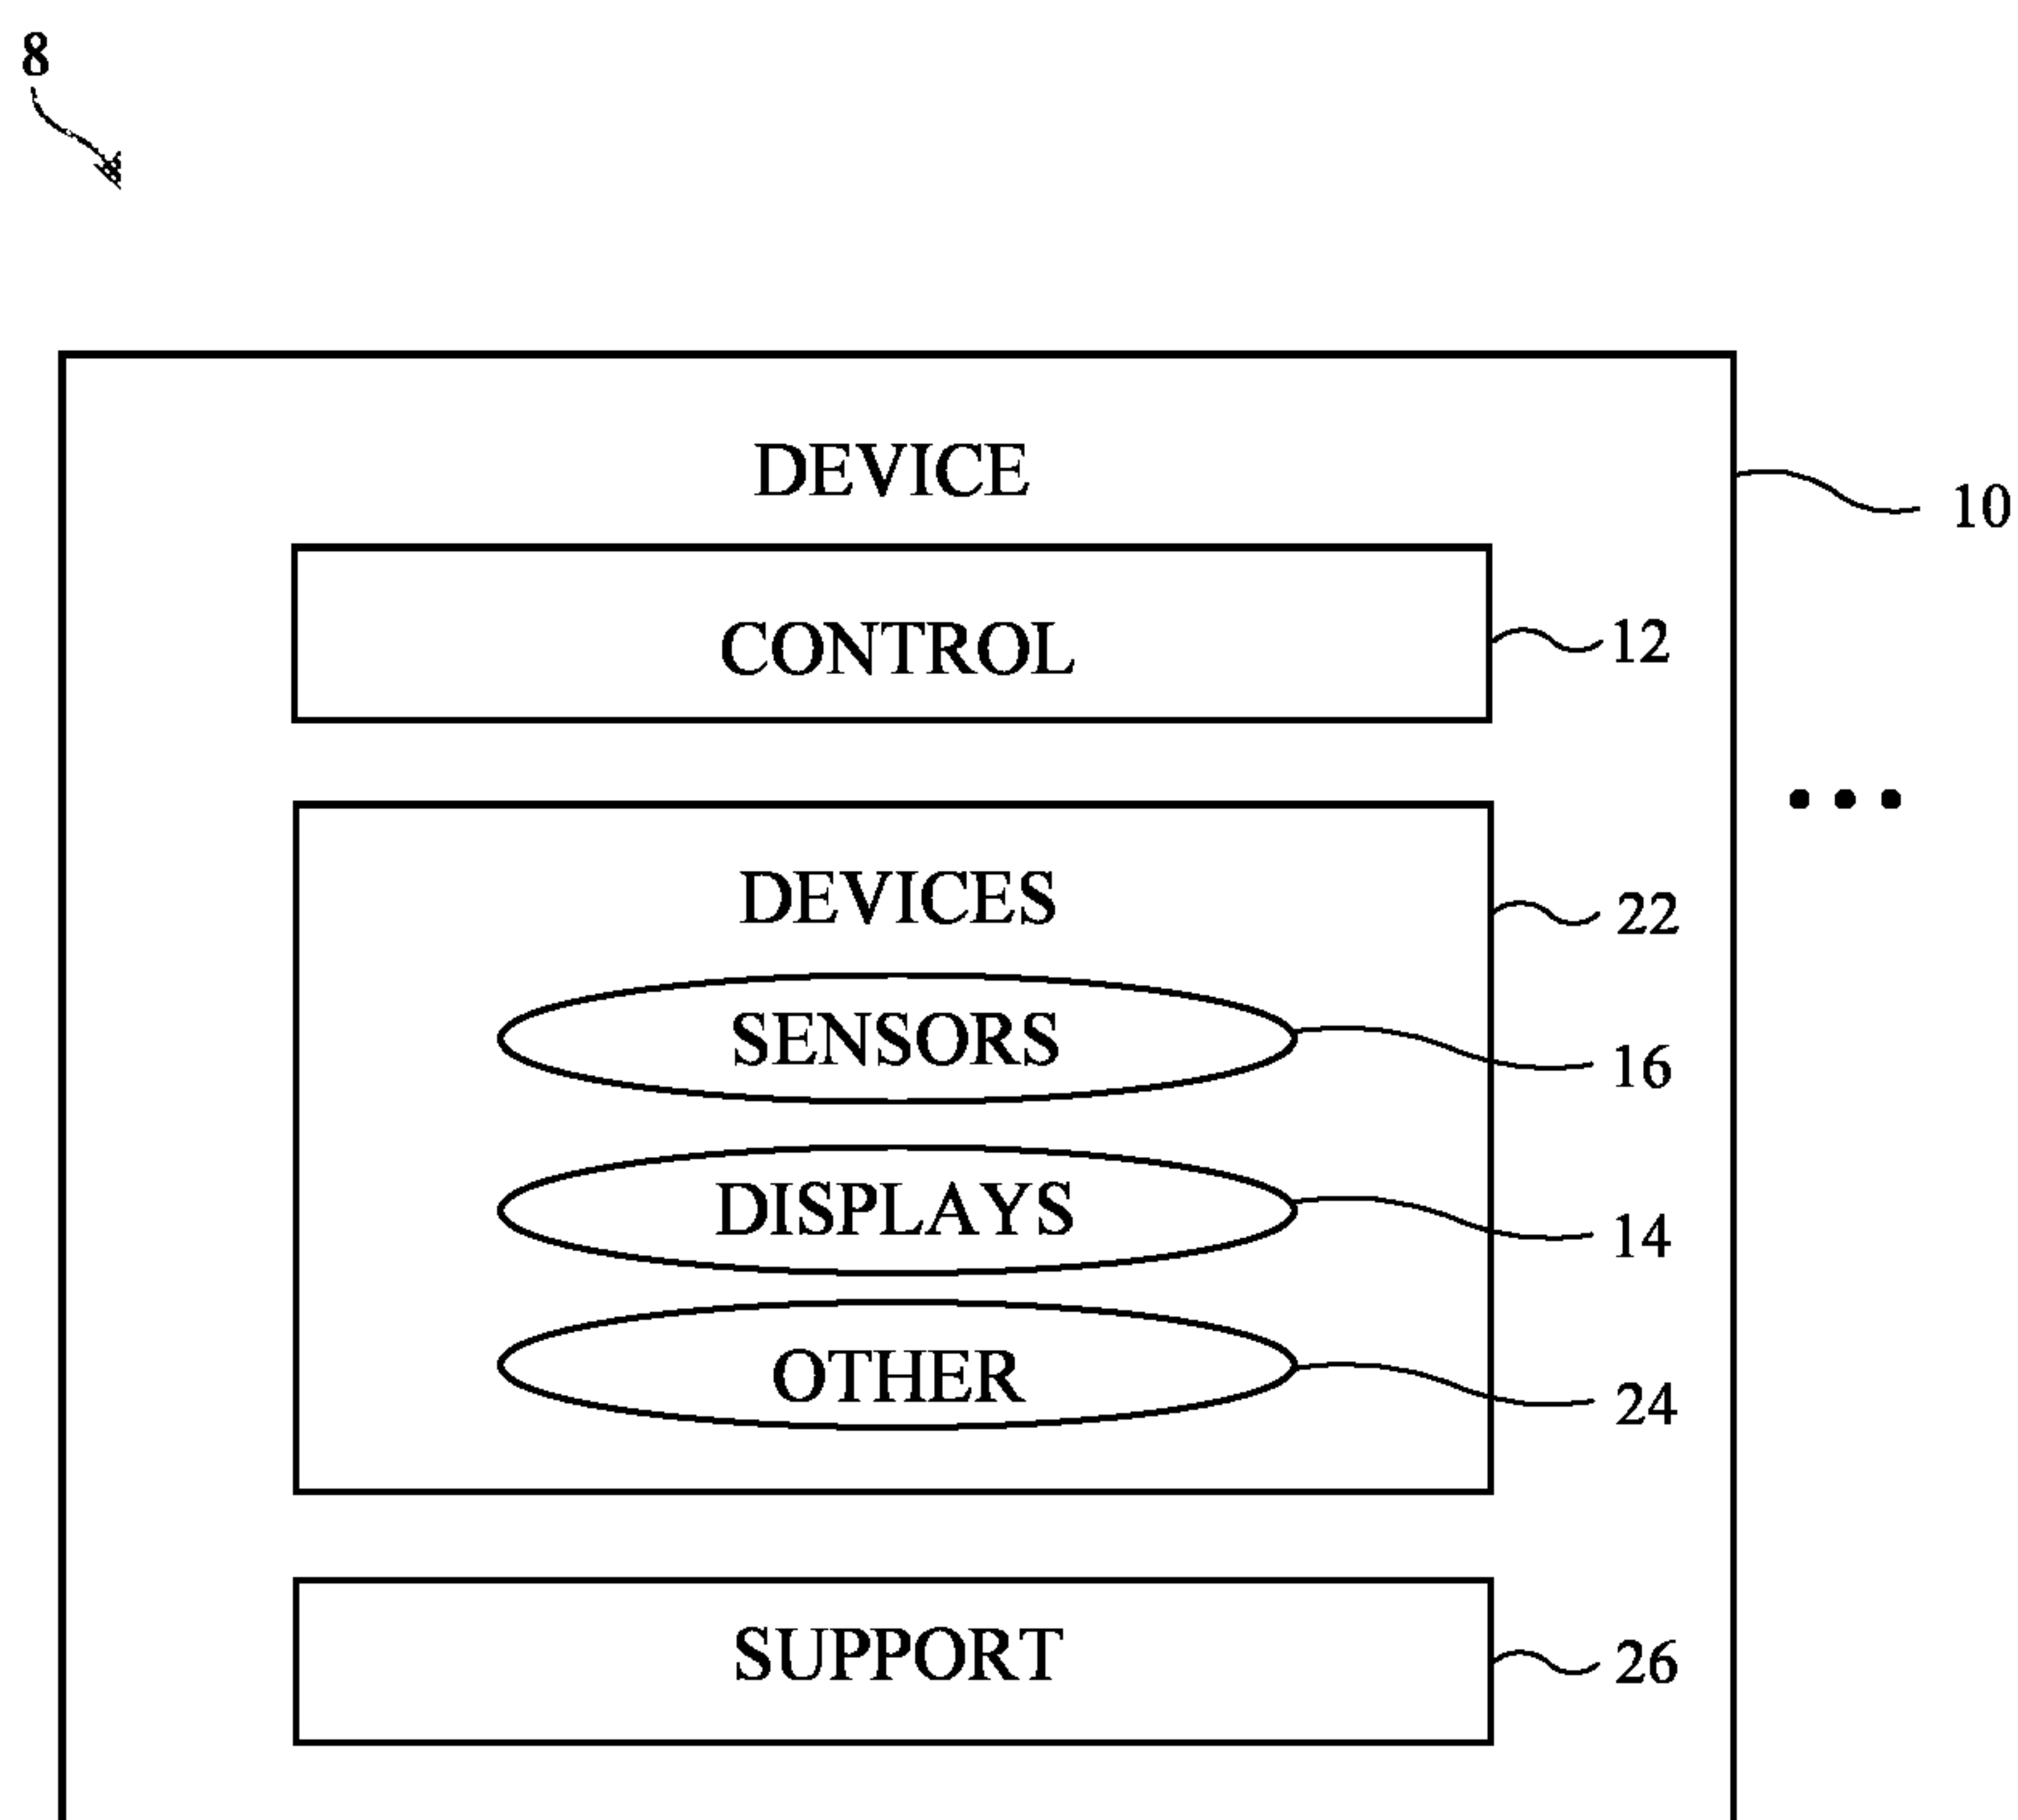 8
DEVICE
10
CONTROL
12
DEVICES
22
SENSORS
16
DISPLAYS
14
OTHER
24
SUPPORT
26